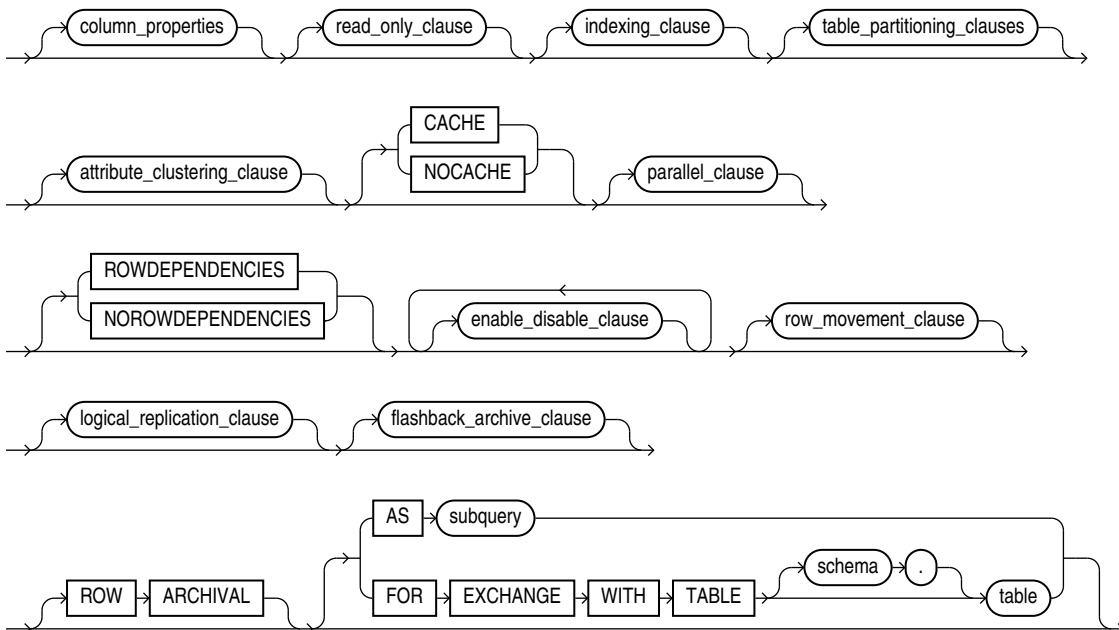 column_properties read_only_clause indexing_clause table_partitioning_clauses
CACHE
attribute_clustering_clause NOCACHE parallel_clause
ROWDEPENDENCIES
NOROWDEPENDENCIES enable_disable_clause row_movement_clause
logical_replication_clause flashback_archive_clause
AS subquery
schema .
ROW ARCHIVAL FOR EXCHANGE WITH TABLE table